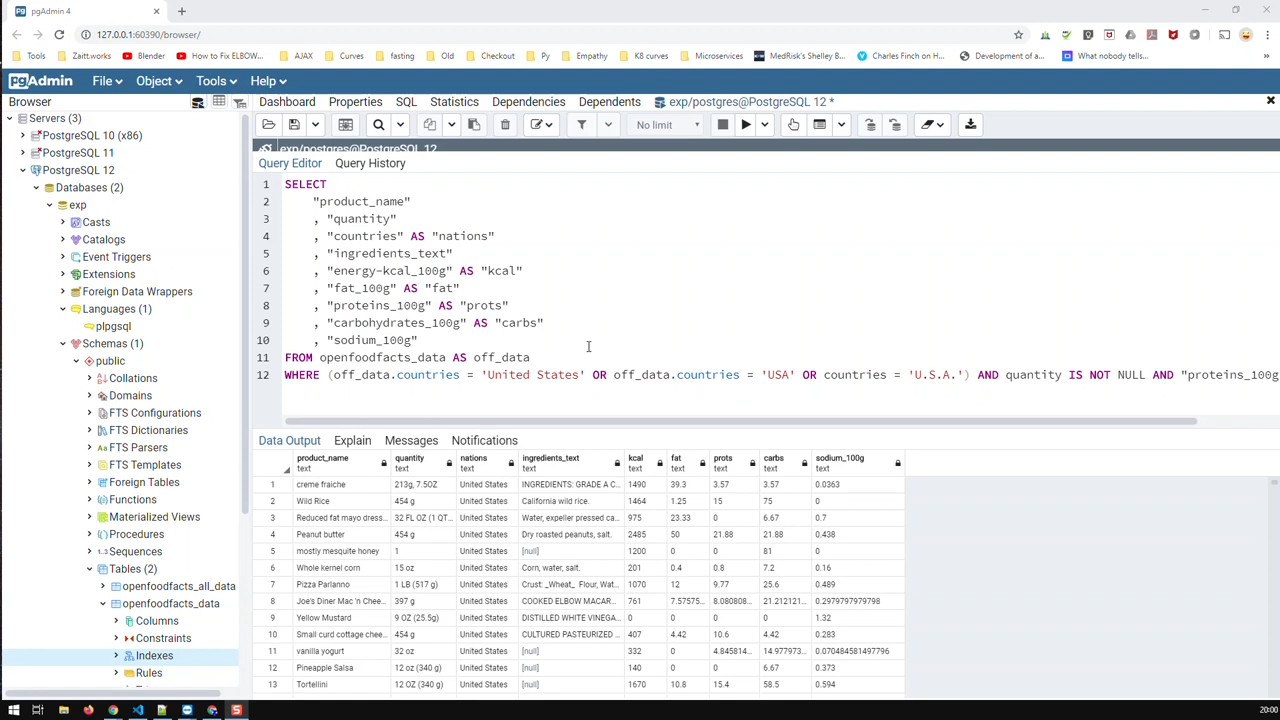 pgAdmin 4
127.0.0.1:60390/browser/
Tools Zaitt.works Blender How to Fix ELBOW... AJAX Curves fasting Old Checkout Py Empathy K8 curves Microservices MedRisk's Shelley B... Charles Finch on H... Development of a... What nobody tells...
pgAdmin File Object Tools Help
Browser Dashboard Properties SQL Statistics Dependencies Dependents exp/postgres@PostgreSQL 12 *
Servers (3)
PostgreSQL 10 (x86)
PostgreSQL 11
PostgreSQL 12
Databases (2)
exp
Casts
Catalogs
Event Triggers
Extensions
Foreign Data Wrappers
Languages (1)
plpgsql
Schemas (1)
public
Collations
Domains
FTS Configurations
FTS Dictionaries
FTS Parsers
FTS Templates
Foreign Tables
Functions
Materialized Views
Procedures
1..3 Sequences
Tables (2)
openfoodfacts_all_data
openfoodfacts_data
Columns
Constraints
Indexes
Rules
No limit
exp/postgres@PostgreSQL 12
Query Editor Query History
1 SELECT
2 "product_name"
3 , "quantity"
4 , "countries" AS "nations"
5 , "ingredients_text"
6 , "energy-kcal_100g" AS "kcal"
7 , "fat_100g" AS "fat"
8 , "proteins_100g" AS "prots"
9 , "carbohydrates_100g" AS "carbs"
10 , "sodium_100g"
11 FROM openfoodfacts_data AS off_data
12 WHERE (off_data.countries = 'United States' OR off_data.countries = 'USA' OR countries = 'U.S.A.') AND quantity IS NOT NULL AND "proteins_100g
Data Output Explain Messages Notifications
product_name quantity nations ingredients_text kcal fat prots carbs sodium_100g
text text text text text text text text text
1 creme fraiche 213g, 7.5OZ United States INGREDIENTS: GRADE A C... 1490 39.3 3.57 3.57 0.0363
2 Wild Rice 454 g United States California wild rice. 1464 1.25 15 75 0
3 Reduced fat mayo dress... 32 FL OZ (1 QT... United States Water, expeller pressed ca... 975 23.33 0 6.67 0.7
4 Peanut butter 454 g United States Dry roasted peanuts, salt. 2485 50 21.88 21.88 0.438
5 mostly mesquite honey 1 United States [null] 1200 0 0 81 0
6 Whole kernel corn 15 oz United States Corn, water, salt. 201 0.4 0.8 7.2 0.16
7 Pizza Parlanno 1 LB (517 g) United States Crust: _Wheat_ Flour, Wat... 1070 12 9.77 25.6 0.489
8 Joe's Diner Mac 'n Chee... 397 g United States COOKED ELBOW MACAR... 761 7.57575... 8.080808... 21.212121... 0.2979797979798
9 Yellow Mustard 9 OZ (25.5g) United States DISTILLED WHITE VINEGA... 0 0 0 0 1.32
10 Small curd cottage chee... 454 g United States CULTURED PASTEURIZED ... 407 4.42 10.6 4.42 0.283
11 vanilla yogurt 32 oz United States [null] 332 0 4.845814... 14.977973... 0.070484581497796
12 Pineapple Salsa 12 oz (340 g) United States [null] 140 0 0 6.67 0.373
13 Tortellini 12 OZ (340 g) United States [null] 1670 10.8 15.4 58.5 0.594
20:00